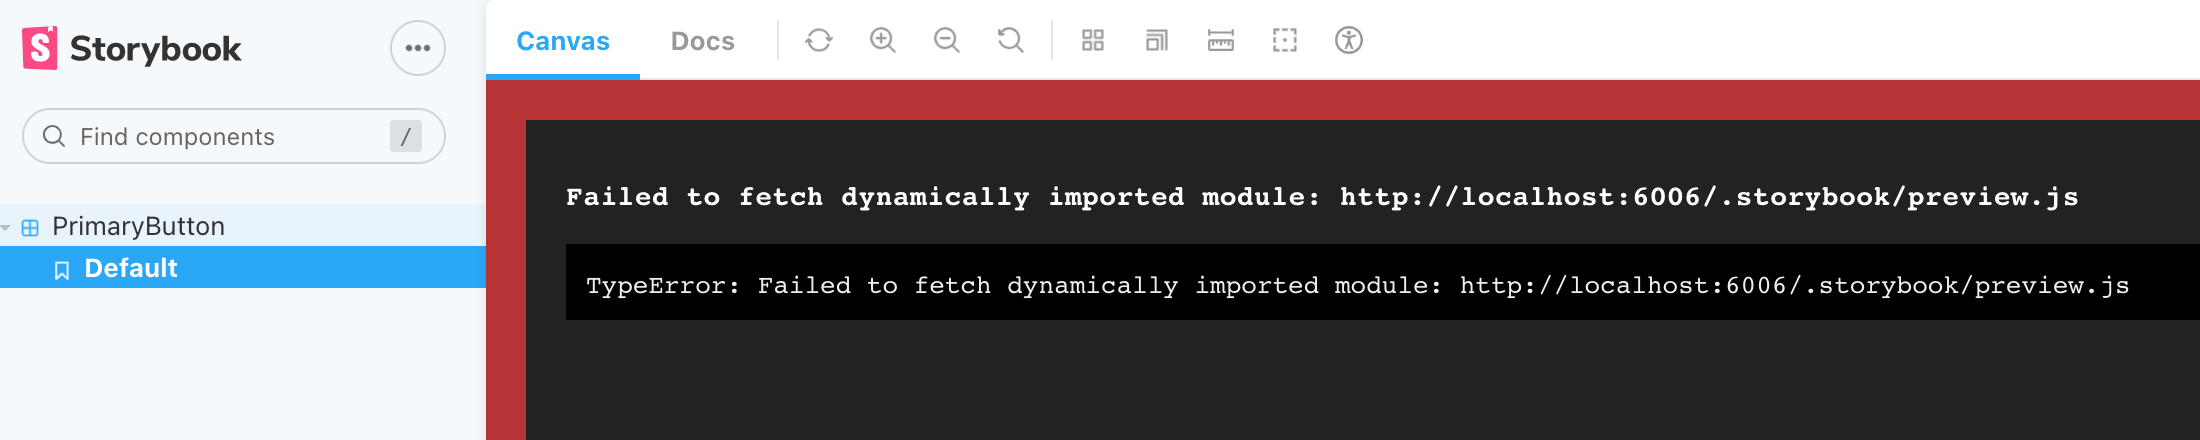 Storybook
Find components /
PrimaryButton
Default
Canvas Docs
Failed to fetch dynamically imported module: http://localhost:6006/.storybook/preview.js
TypeError: Failed to fetch dynamically imported module: http://localhost:6006/.storybook/preview.js